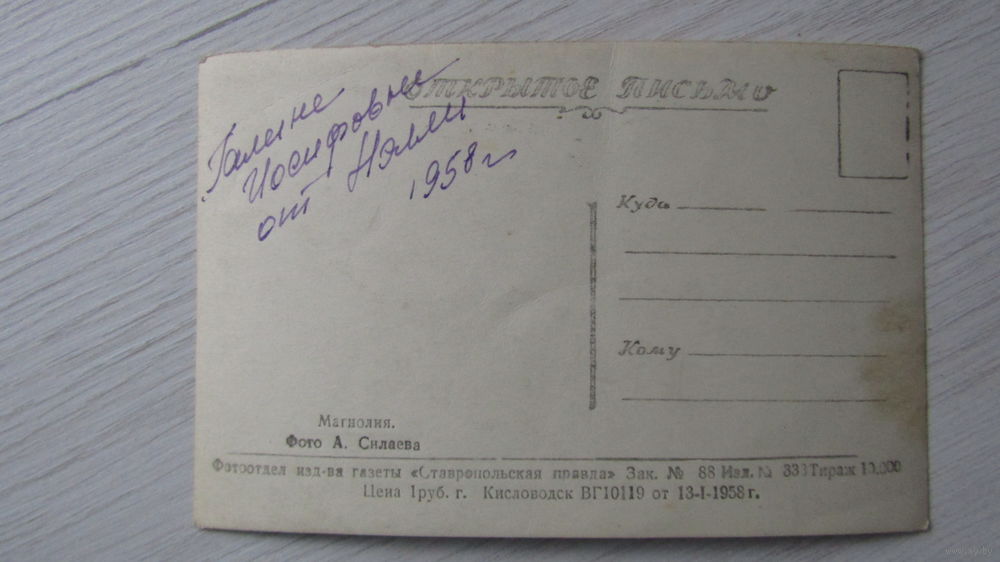 ОТКРЫТОЕ ПИСЬМО
Галине
Иосифовне
от Нэлли
1958 г
Куда
Кому
Магнолия.
Фото А. Силаева
Фотоотдел изд-ва газеты «Ставропольская правда» Зак. № 88 Изд. № 333 Тираж 10.000
Цена 1руб. г. Кисловодск ВГ10119 от 13-I-1958 г.